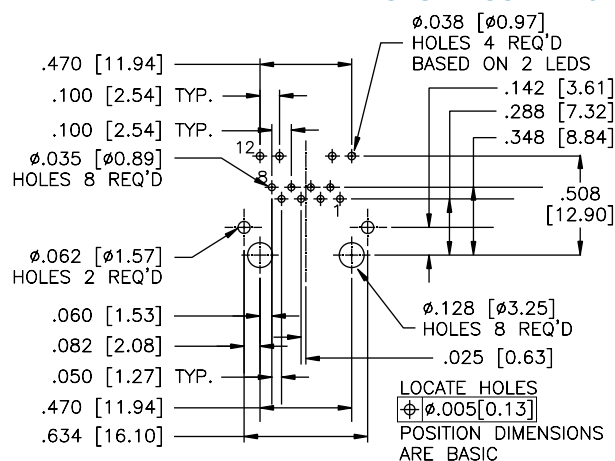 ø.038 [ø0.97]
HOLES 4 REQ'D
BASED ON 2 LEDS
.470 [11.94]
.100 [2.54] TYP.
.100 [2.54] TYP.
.142 [3.61]
.288 [7.32]
.348 [8.84]
12
8
1
ø.035 [ø0.89]
HOLES 8 REQ'D
.508
[12.90]
ø.062 [ø1.57]
HOLES 2 REQ'D
ø.128 [ø3.25]
HOLES 8 REQ'D
.060 [1.53]
.082 [2.08]
.050 [1.27] TYP.
.470 [11.94]
.634 [16.10]
.025 [0.63]
LOCATE HOLES
⌖ ø.005[0.13]
POSITION DIMENSIONS
ARE BASIC